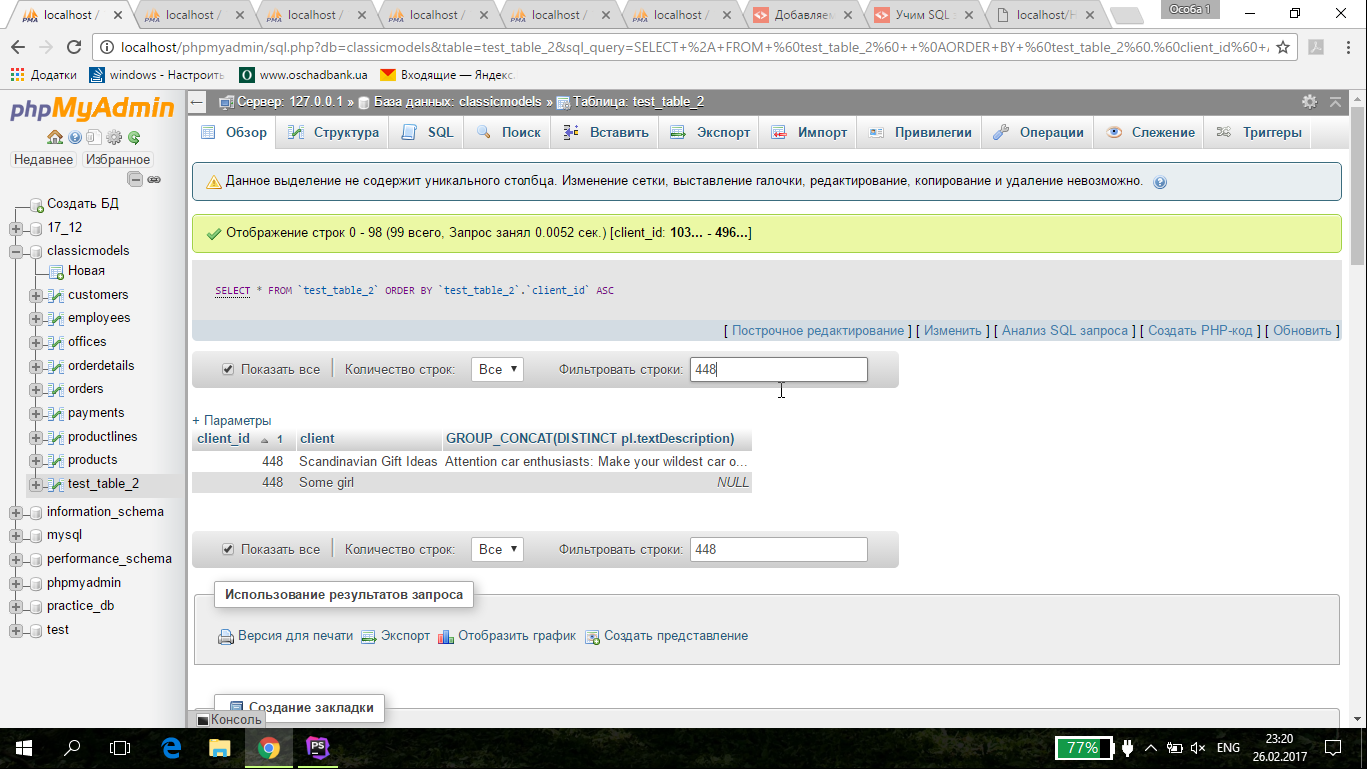 localhost /
localhost /
localhost /
localhost /
localhost /
localhost /
Добавляем
Учим SQL з
localhost/H
Особа 1
localhost/phpmyadmin/sql.php?db=classicmodels&table=test_table_2&sql_query=SELECT+%2A+FROM+%60test_table_2%60++%0AORDER+BY+%60test_table_2%60.%60client_id%60+A
Додатки
windows - Настроить
www.oschadbank.ua
Входящие — Яндекс.
phpMyAdmin
Недавнее
Избранное
Создать БД
17_12
classicmodels
Новая
customers
employees
offices
orderdetails
orders
payments
productlines
products
test_table_2
information_schema
mysql
performance_schema
phpmyadmin
practice_db
test
Сервер: 127.0.0.1 » База данных: classicmodels » Таблица: test_table_2
Обзор Структура SQL Поиск Вставить Экспорт Импорт Привилегии Операции Слежение Триггеры
Данное выделение не содержит уникального столбца. Изменение сетки, выставление галочки, редактирование, копирование и удаление невозможно.
Отображение строк 0 - 98 (99 всего, Запрос занял 0.0052 сек.) [client_id: 103... - 496...]
SELECT * FROM `test_table_2` ORDER BY `test_table_2`.`client_id` ASC
[ Построчное редактирование ] [ Изменить ] [ Анализ SQL запроса ] [ Создать PHP-код ] [ Обновить ]
Показать все Количество строк: Все Фильтровать строки: 448
+ Параметры
client_id 1 client GROUP_CONCAT(DISTINCT pl.textDescription)
448 Scandinavian Gift Ideas Attention car enthusiasts: Make your wildest car o...
448 Some girl NULL
Показать все Количество строк: Все Фильтровать строки: 448
Использование результатов запроса
Версия для печати Экспорт Отобразить график Создать представление
Создание закладки
Консоль
77% ENG
23:20
26.02.2017